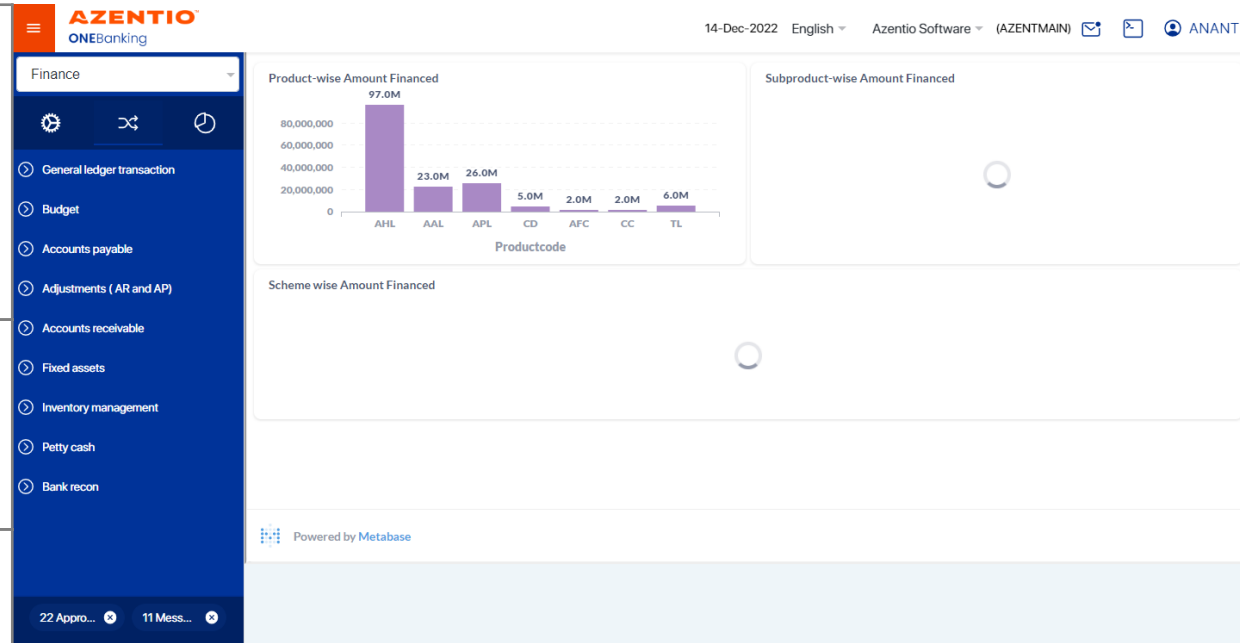 AZENTIO
ONEBanking
14-Dec-2022 English Azentio Software (AZENTMAIN) ANANT
Finance
General ledger transaction
Budget
Accounts payable
Adjustments ( AR and AP)
Accounts receivable
Fixed assets
Inventory management
Petty cash
Bank recon
22 Appro...
11 Mess...
Product-wise Amount Financed
97.0M
80,000,000
60,000,000
40,000,000
20,000,000
0
23.0M
26.0M
5.0M
2.0M
2.0M
6.0M
AHL AAL APL CD AFC CC TL
Productcode
Subproduct-wise Amount Financed
Scheme wise Amount Financed
Powered by Metabase